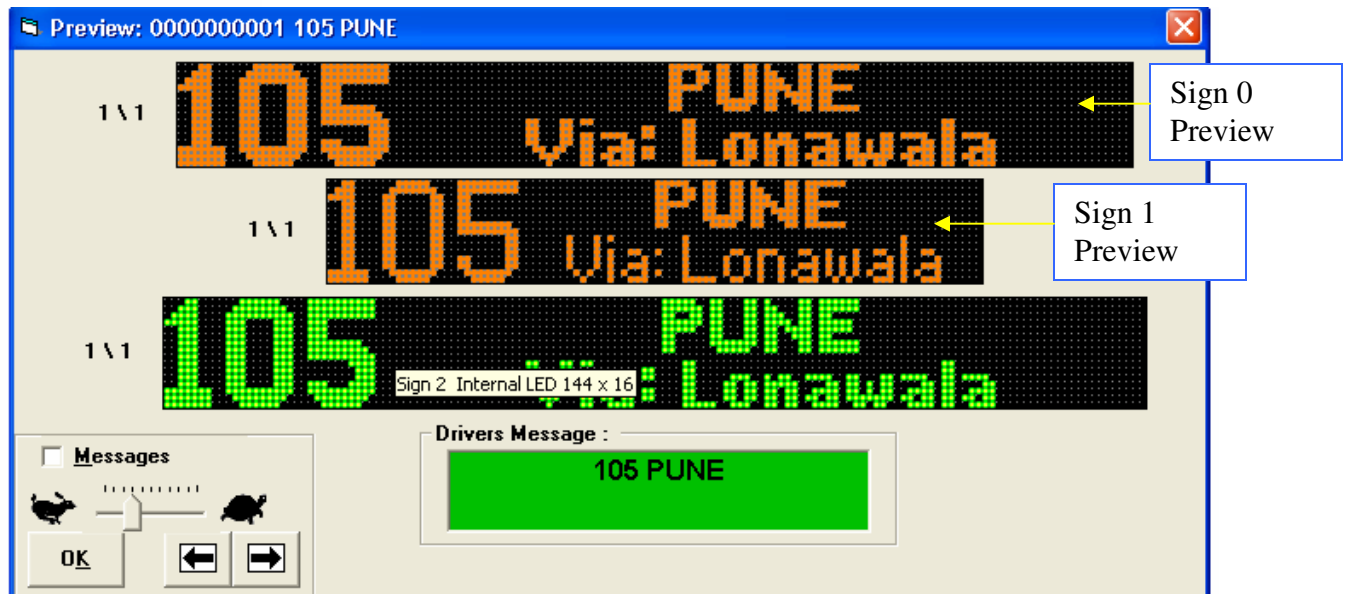 Preview: 0000000001 105 PUNE
1 \ 1
105
PUNE
Via: Lonawala
Sign 0
Preview
1 \ 1
105
PUNE
Via: Lonawala
Sign 1
Preview
1 \ 1
105
PUNE
Via: Lonawala
Sign 2 Internal LED 144 x 16
Messages
OK
Drivers Message :
105 PUNE